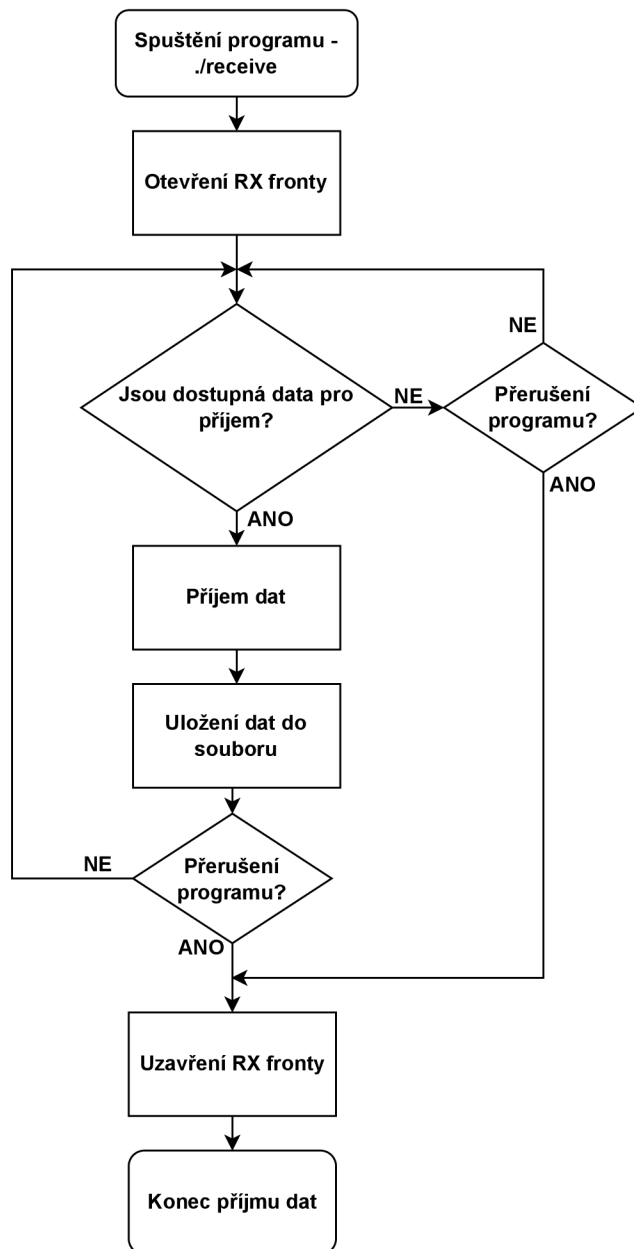 Spuštění programu -
./receive
Otevření RX fronty
Jsou dostupná data pro
příjem?
NE
NE
Přerušení
programu?
ANO
ANO
Příjem dat
Uložení dat do
souboru
NE
Přerušení
programu?
ANO
Uzavření RX fronty
Konec příjmu dat